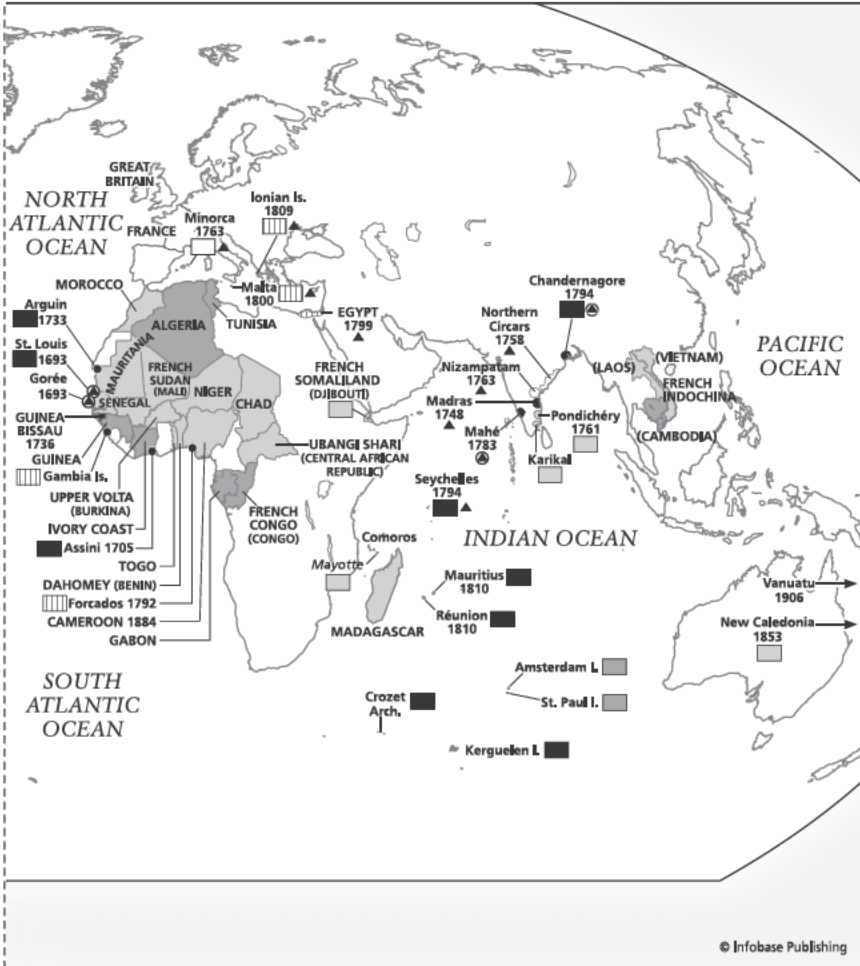 GREAT
BRITAIN
NORTH
ATLANTIC
OCEAN
FRANCE
Minorca
1763
Ionian Is.
1809
Malta
1800
MOROCCO
Arguin
1733
ALGERIA
TUNISIA
EGYPT
1799
St. Louis
1693
MAURITANIA
Gorée
1693
SENEGAL
FRENCH
SUDAN
(MALI)
NIGER
CHAD
FRENCH
SOMALILAND
(DJIBOUTI)
GUINEA
BISSAU
1736
GUINEA
Gambia Is.
UPPER VOLTA
(BURKINA)
IVORY COAST
Assini 1705
TOGO
DAHOMEY (BENIN)
Forcados 1792
CAMEROON 1884
GABON
UBANGI SHARI
(CENTRAL AFRICAN
REPUBLIC)
FRENCH
CONGO
(CONGO)
Chandernagore
1794
Northern
Circars
1758
Nizampatam
1763
Madras
1748
Mahé
1783
Pondichéry
1761
Karikal
(LAOS)
(VIETNAM)
FRENCH
INDOCHINA
(CAMBODIA)
PACIFIC
OCEAN
Seychelles
1794
INDIAN OCEAN
Comoros
Mayotte
MADAGASCAR
Mauritius
1810
Réunion
1810
Vanuatu
1906
New Caledonia
1853
Amsterdam I.
St. Paul I.
Crozet
Arch.
Kerguelen I.
SOUTH
ATLANTIC
OCEAN
© Infobase Publishing